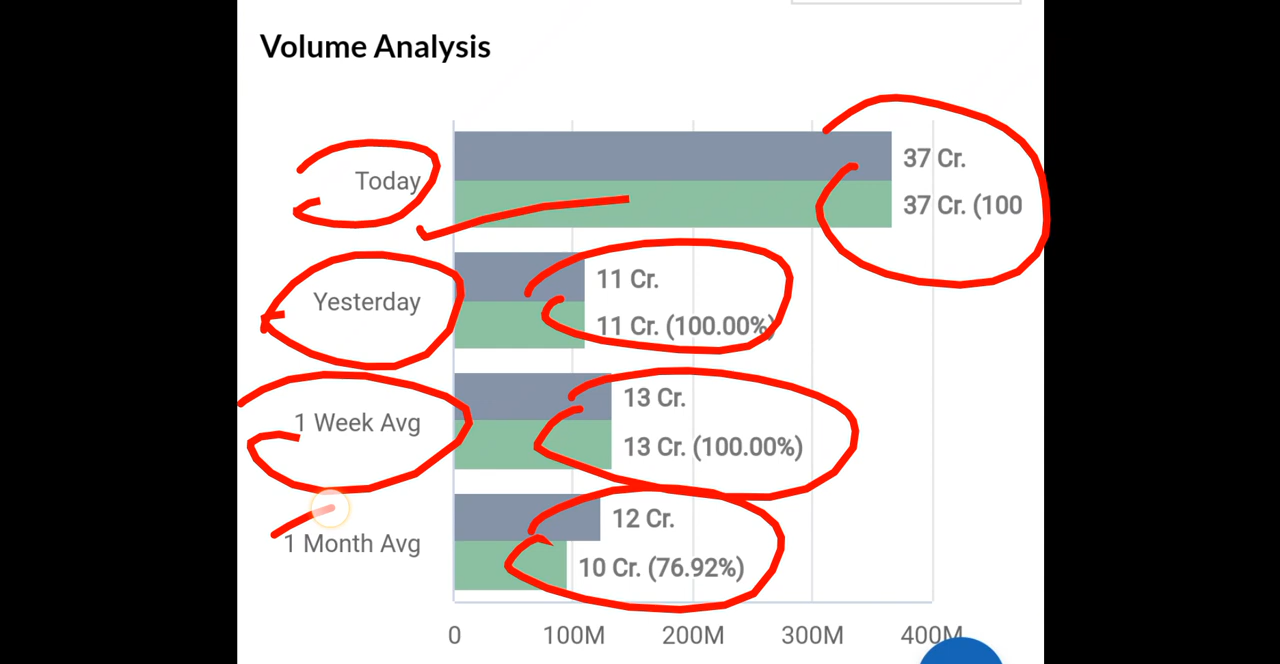 Volume Analysis
Today
37 Cr.
37 Cr. (100
Yesterday
11 Cr.
11 Cr. (100.00%)
1 Week Avg
13 Cr.
13 Cr. (100.00%)
1 Month Avg
12 Cr.
10 Cr. (76.92%)
0 100M 200M 300M 400M